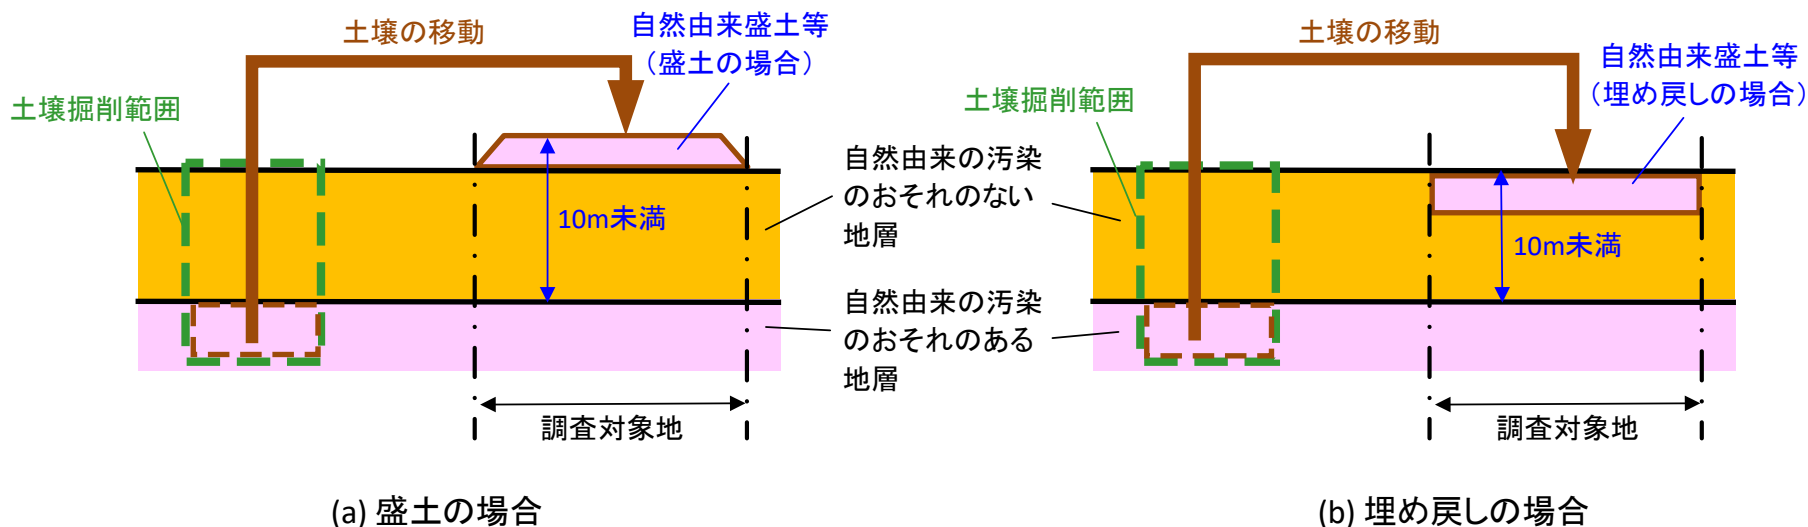 土壌の移動
自然由来盛土等
（盛土の場合）
土壌掘削範囲
10m未満
調査対象地
(a) 盛土の場合
自然由来の汚染
のおそれのない
地層
自然由来の汚染
のおそれのある
地層
土壌の移動
自然由来盛土等
（埋め戻しの場合）
土壌掘削範囲
10m未満
調査対象地
(b) 埋め戻しの場合